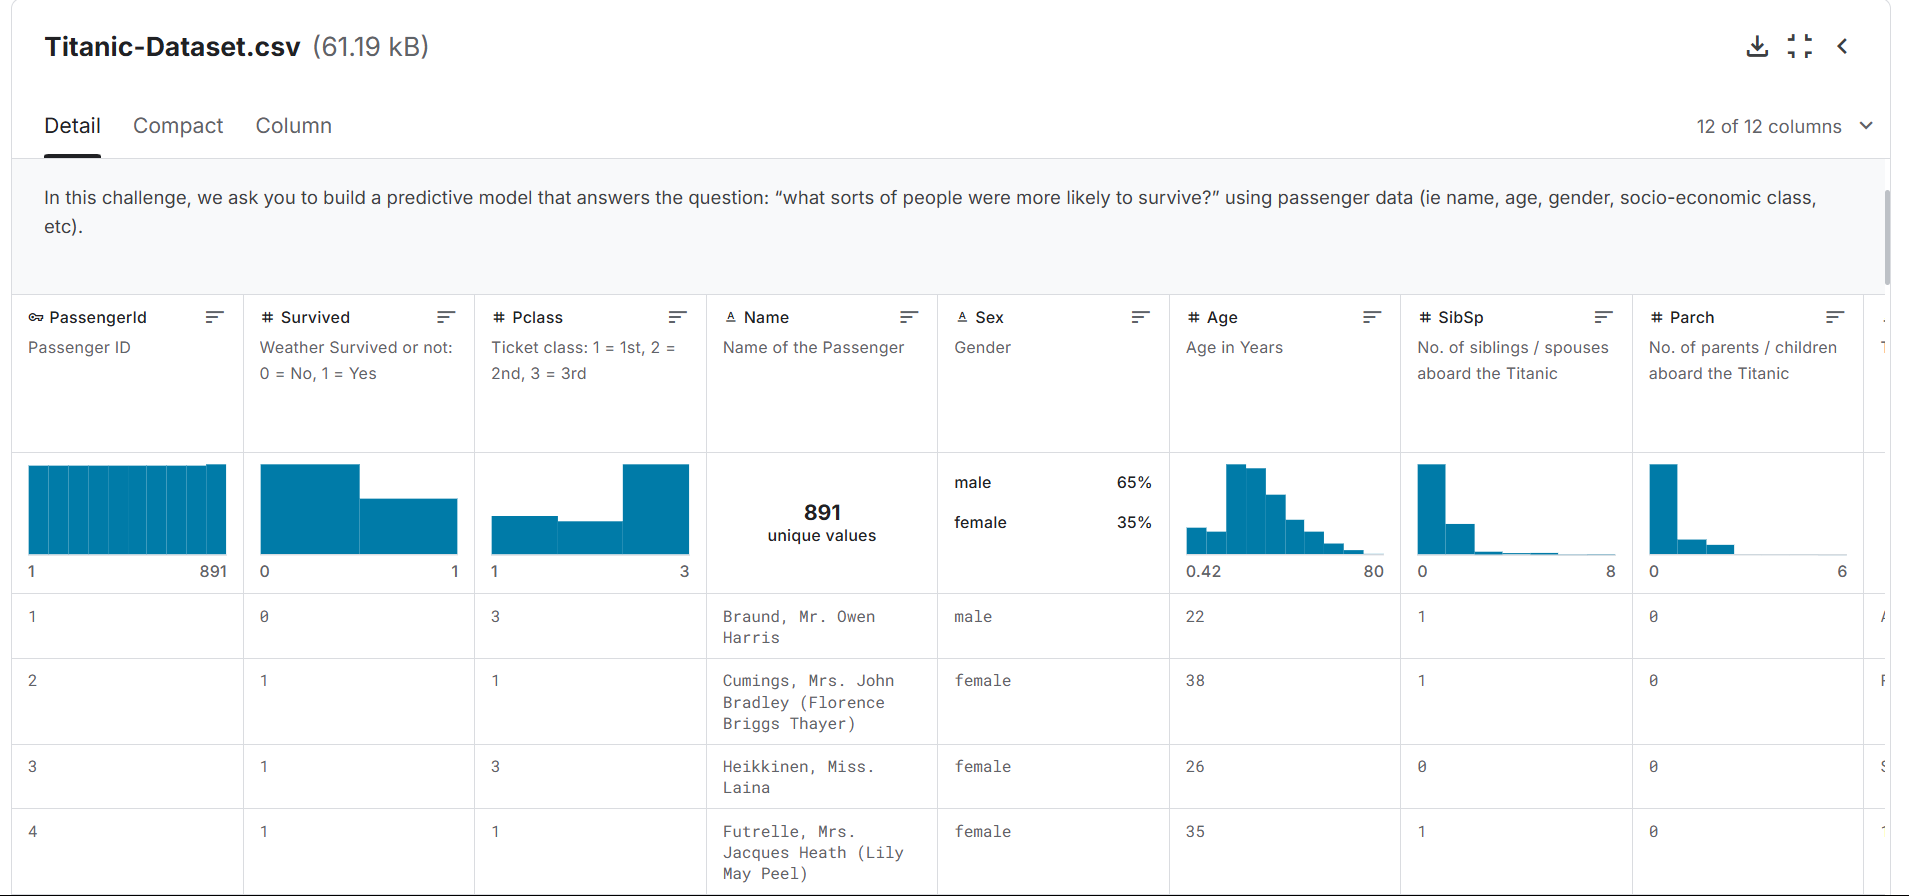 Titanic-Dataset.csv (61.19 kB)
Detail Compact Column 12 of 12 columns
In this challenge, we ask you to build a predictive model that answers the question: “what sorts of people were more likely to survive?” using passenger data (ie name, age, gender, socio-economic class,
etc).
PassengerId # Survived # Pclass A Name A Sex # Age # SibSp # Parch
Passenger ID Weather Survived or not: Ticket class: 1 = 1st, 2 = Name of the Passenger Gender Age in Years No. of siblings / spouses No. of parents / children
0 = No, 1 = Yes 2nd, 3 = 3rd aboard the Titanic aboard the Titanic
male 65%
891
female 35%
unique values
1 891 0 1 1 3 0.42 80 0 8 0 6
1 0 3 Braund, Mr. Owen male 22 1 0
Harris
2 1 1 Cumings, Mrs. John female 38 1 0
Bradley (Florence
Briggs Thayer)
3 1 3 Heikkinen, Miss. female 26 0 0
Laina
4 1 1 Futrelle, Mrs. female 35 1 0
Jacques Heath (Lily
May Peel)